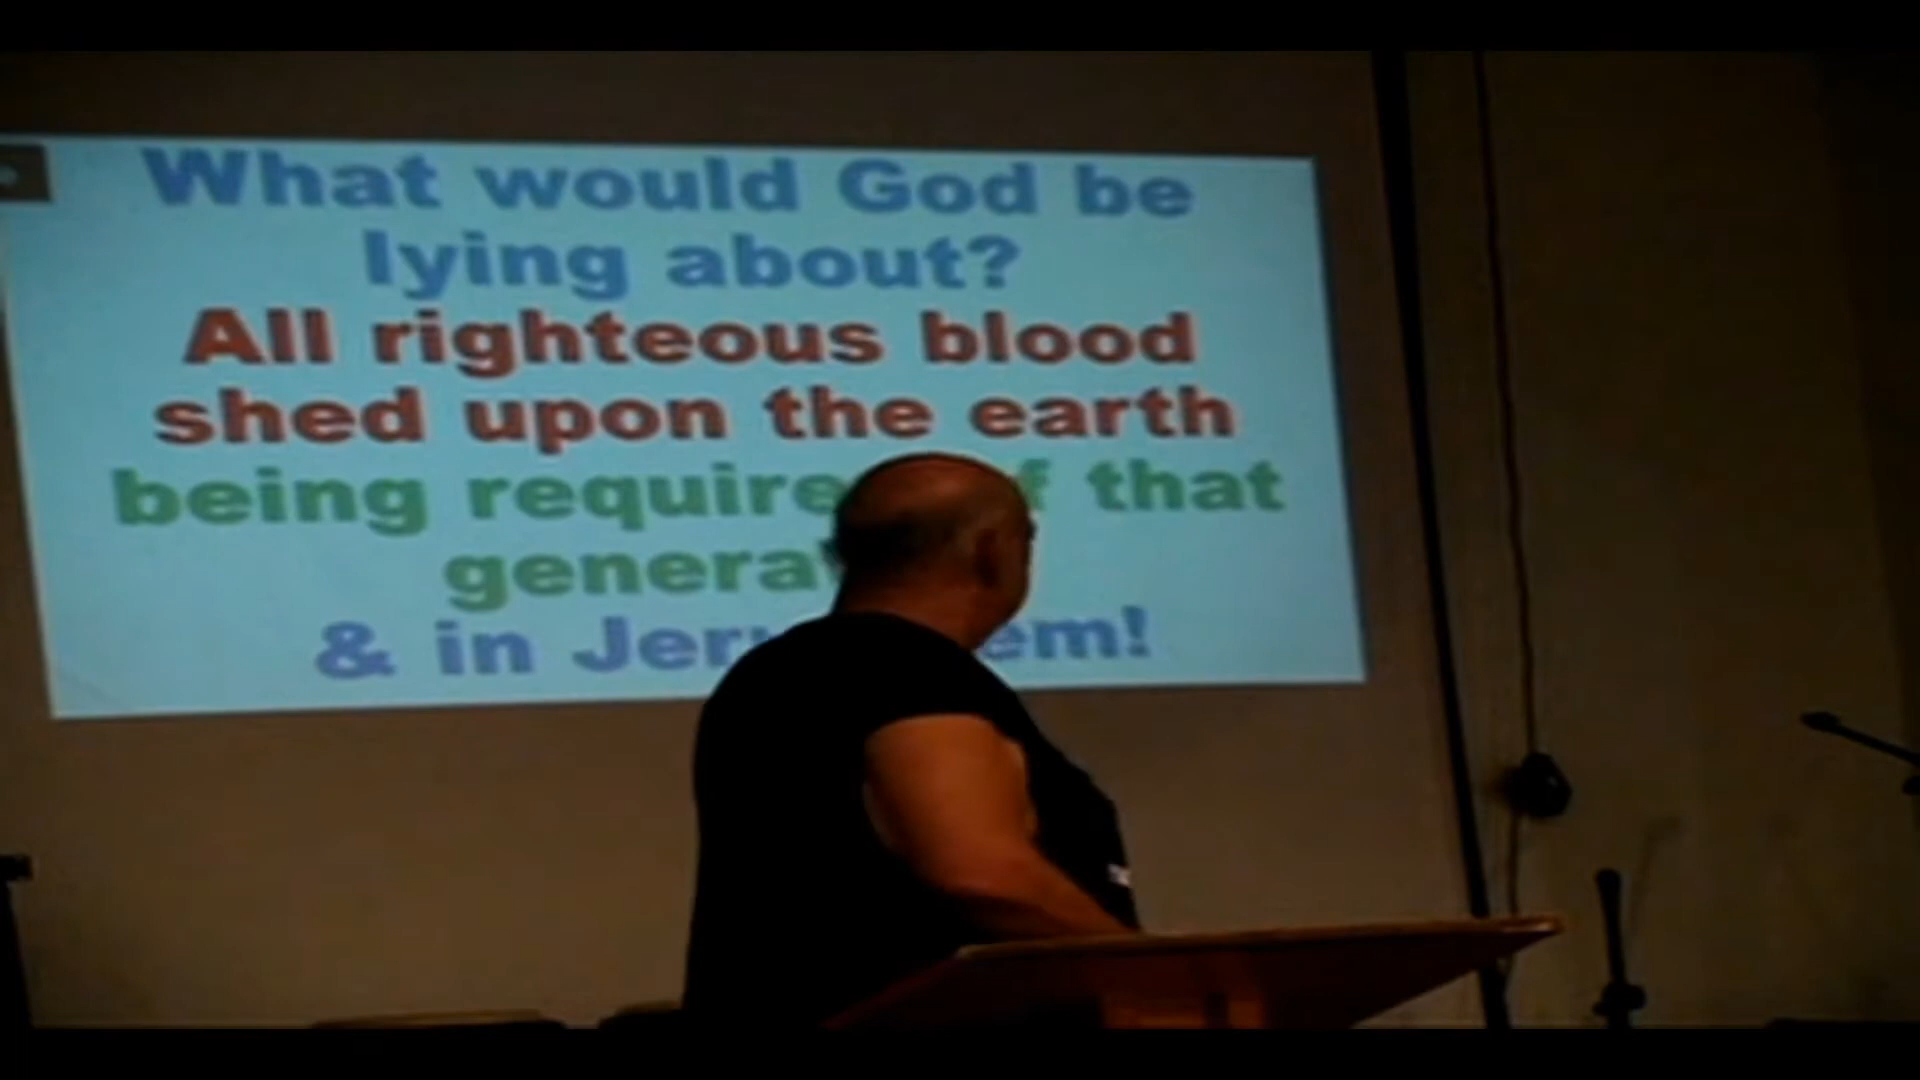 What would God be
lying about?
All righteous blood
shed upon the earth
being that
& in